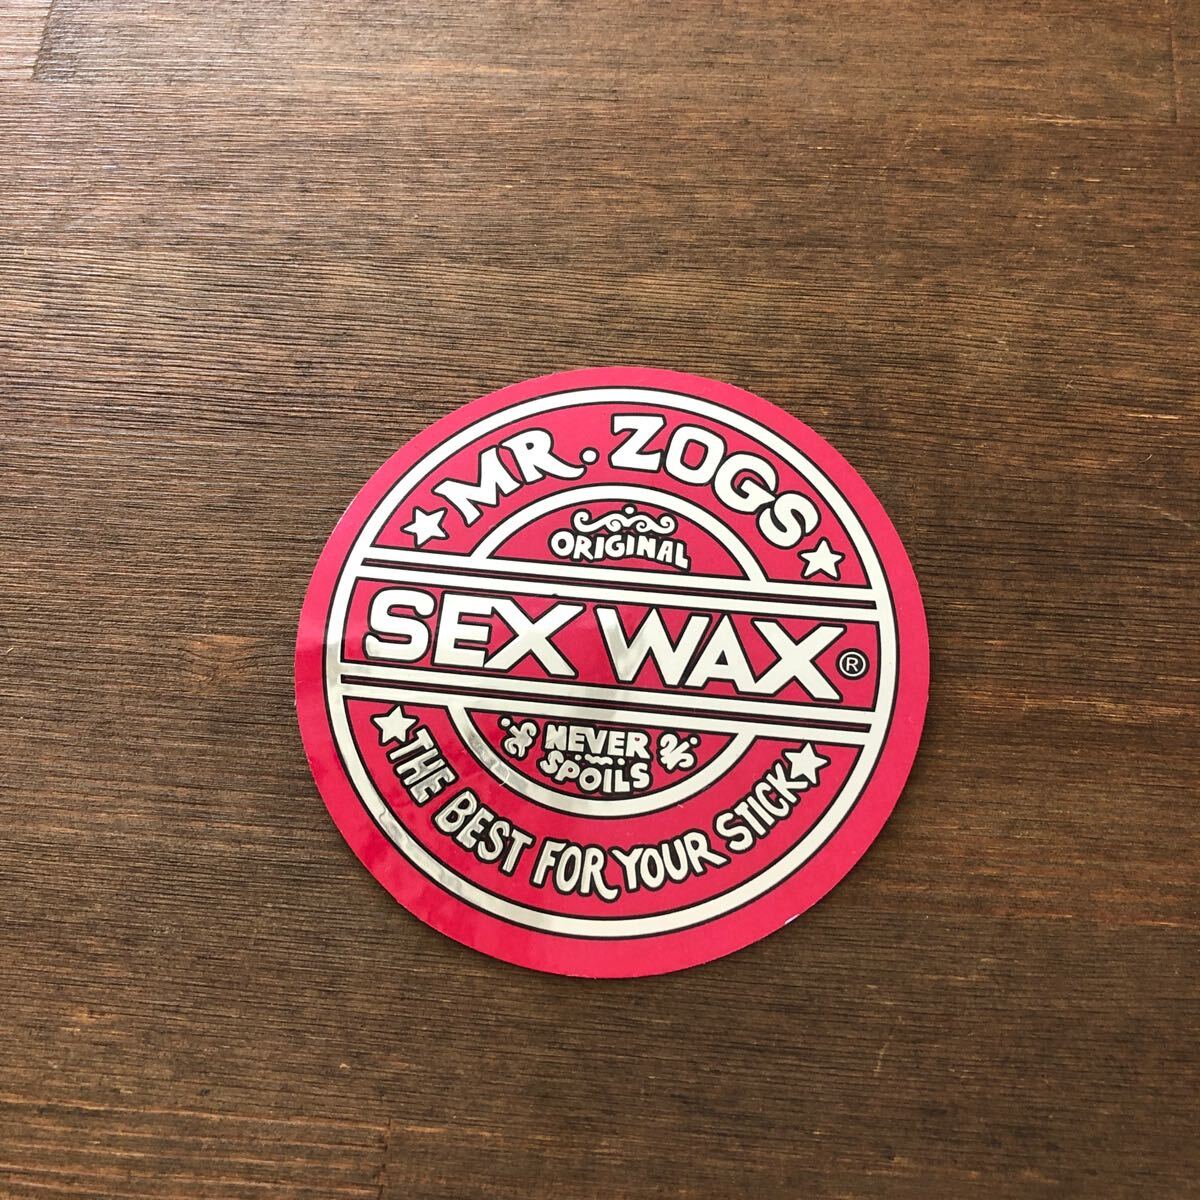 MR. ZOGS
ORIGINAL
SEX WAX®
NEVER
SPOILS
THE BEST FOR YOUR STICK